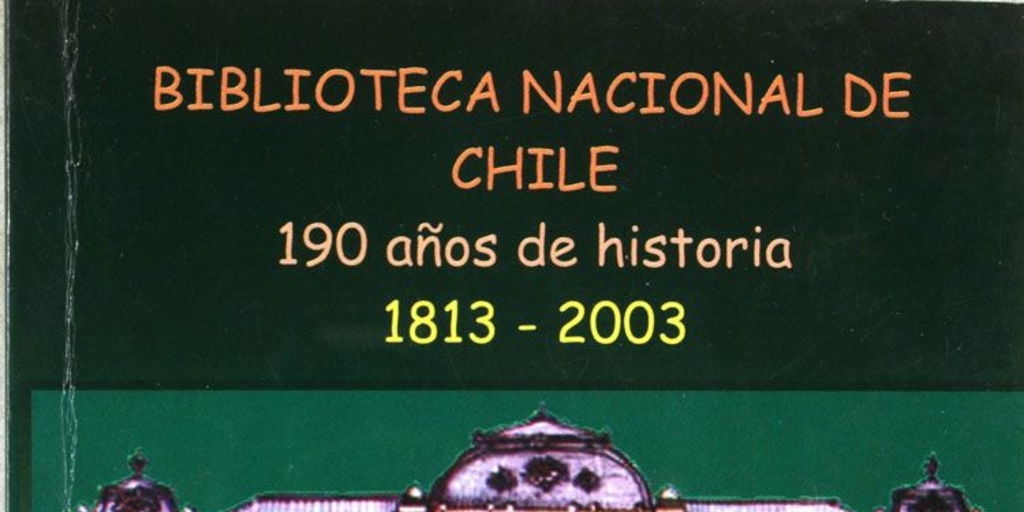 BIBLIOTECA NACIONAL DE
CHILE
190 años de historia
1813 - 2003